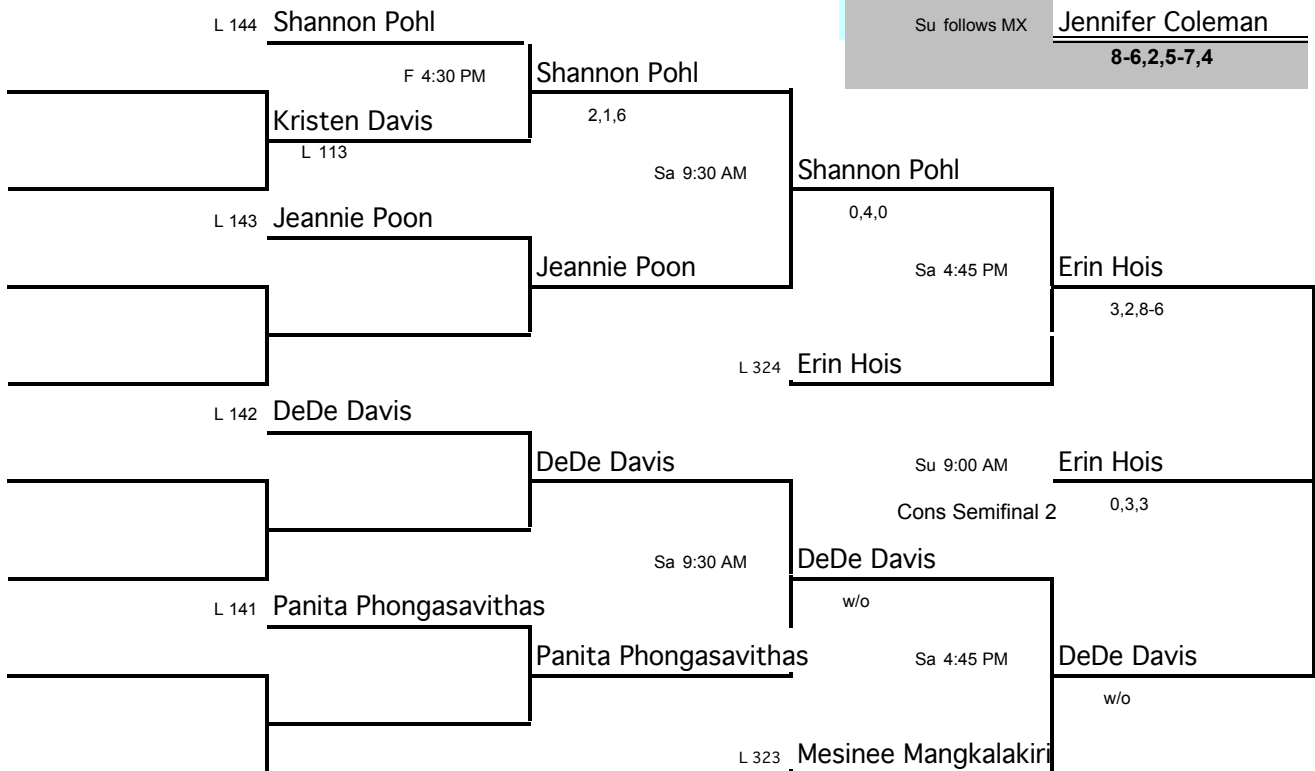 L 144 Shannon Pohl
Su follows MX Jennifer Coleman
8-6,2,5-7,4
F 4:30 PM Shannon Pohl
Kristen Davis 2,1,6
L 113
Sa 9:30 AM Shannon Pohl
L 143 Jeannie Poon 0,4,0
Jeannie Poon Sa 4:45 PM Erin Hois
3,2,8-6
L 324 Erin Hois
L 142 DeDe Davis
DeDe Davis Su 9:00 AM Erin Hois
Cons Semifinal 2 0,3,3
Sa 9:30 AM DeDe Davis
L 141 Panita Phongasavithas w/o
Panita Phongasavithas Sa 4:45 PM DeDe Davis
w/o
L 323 Mesinee Mangkalakiri